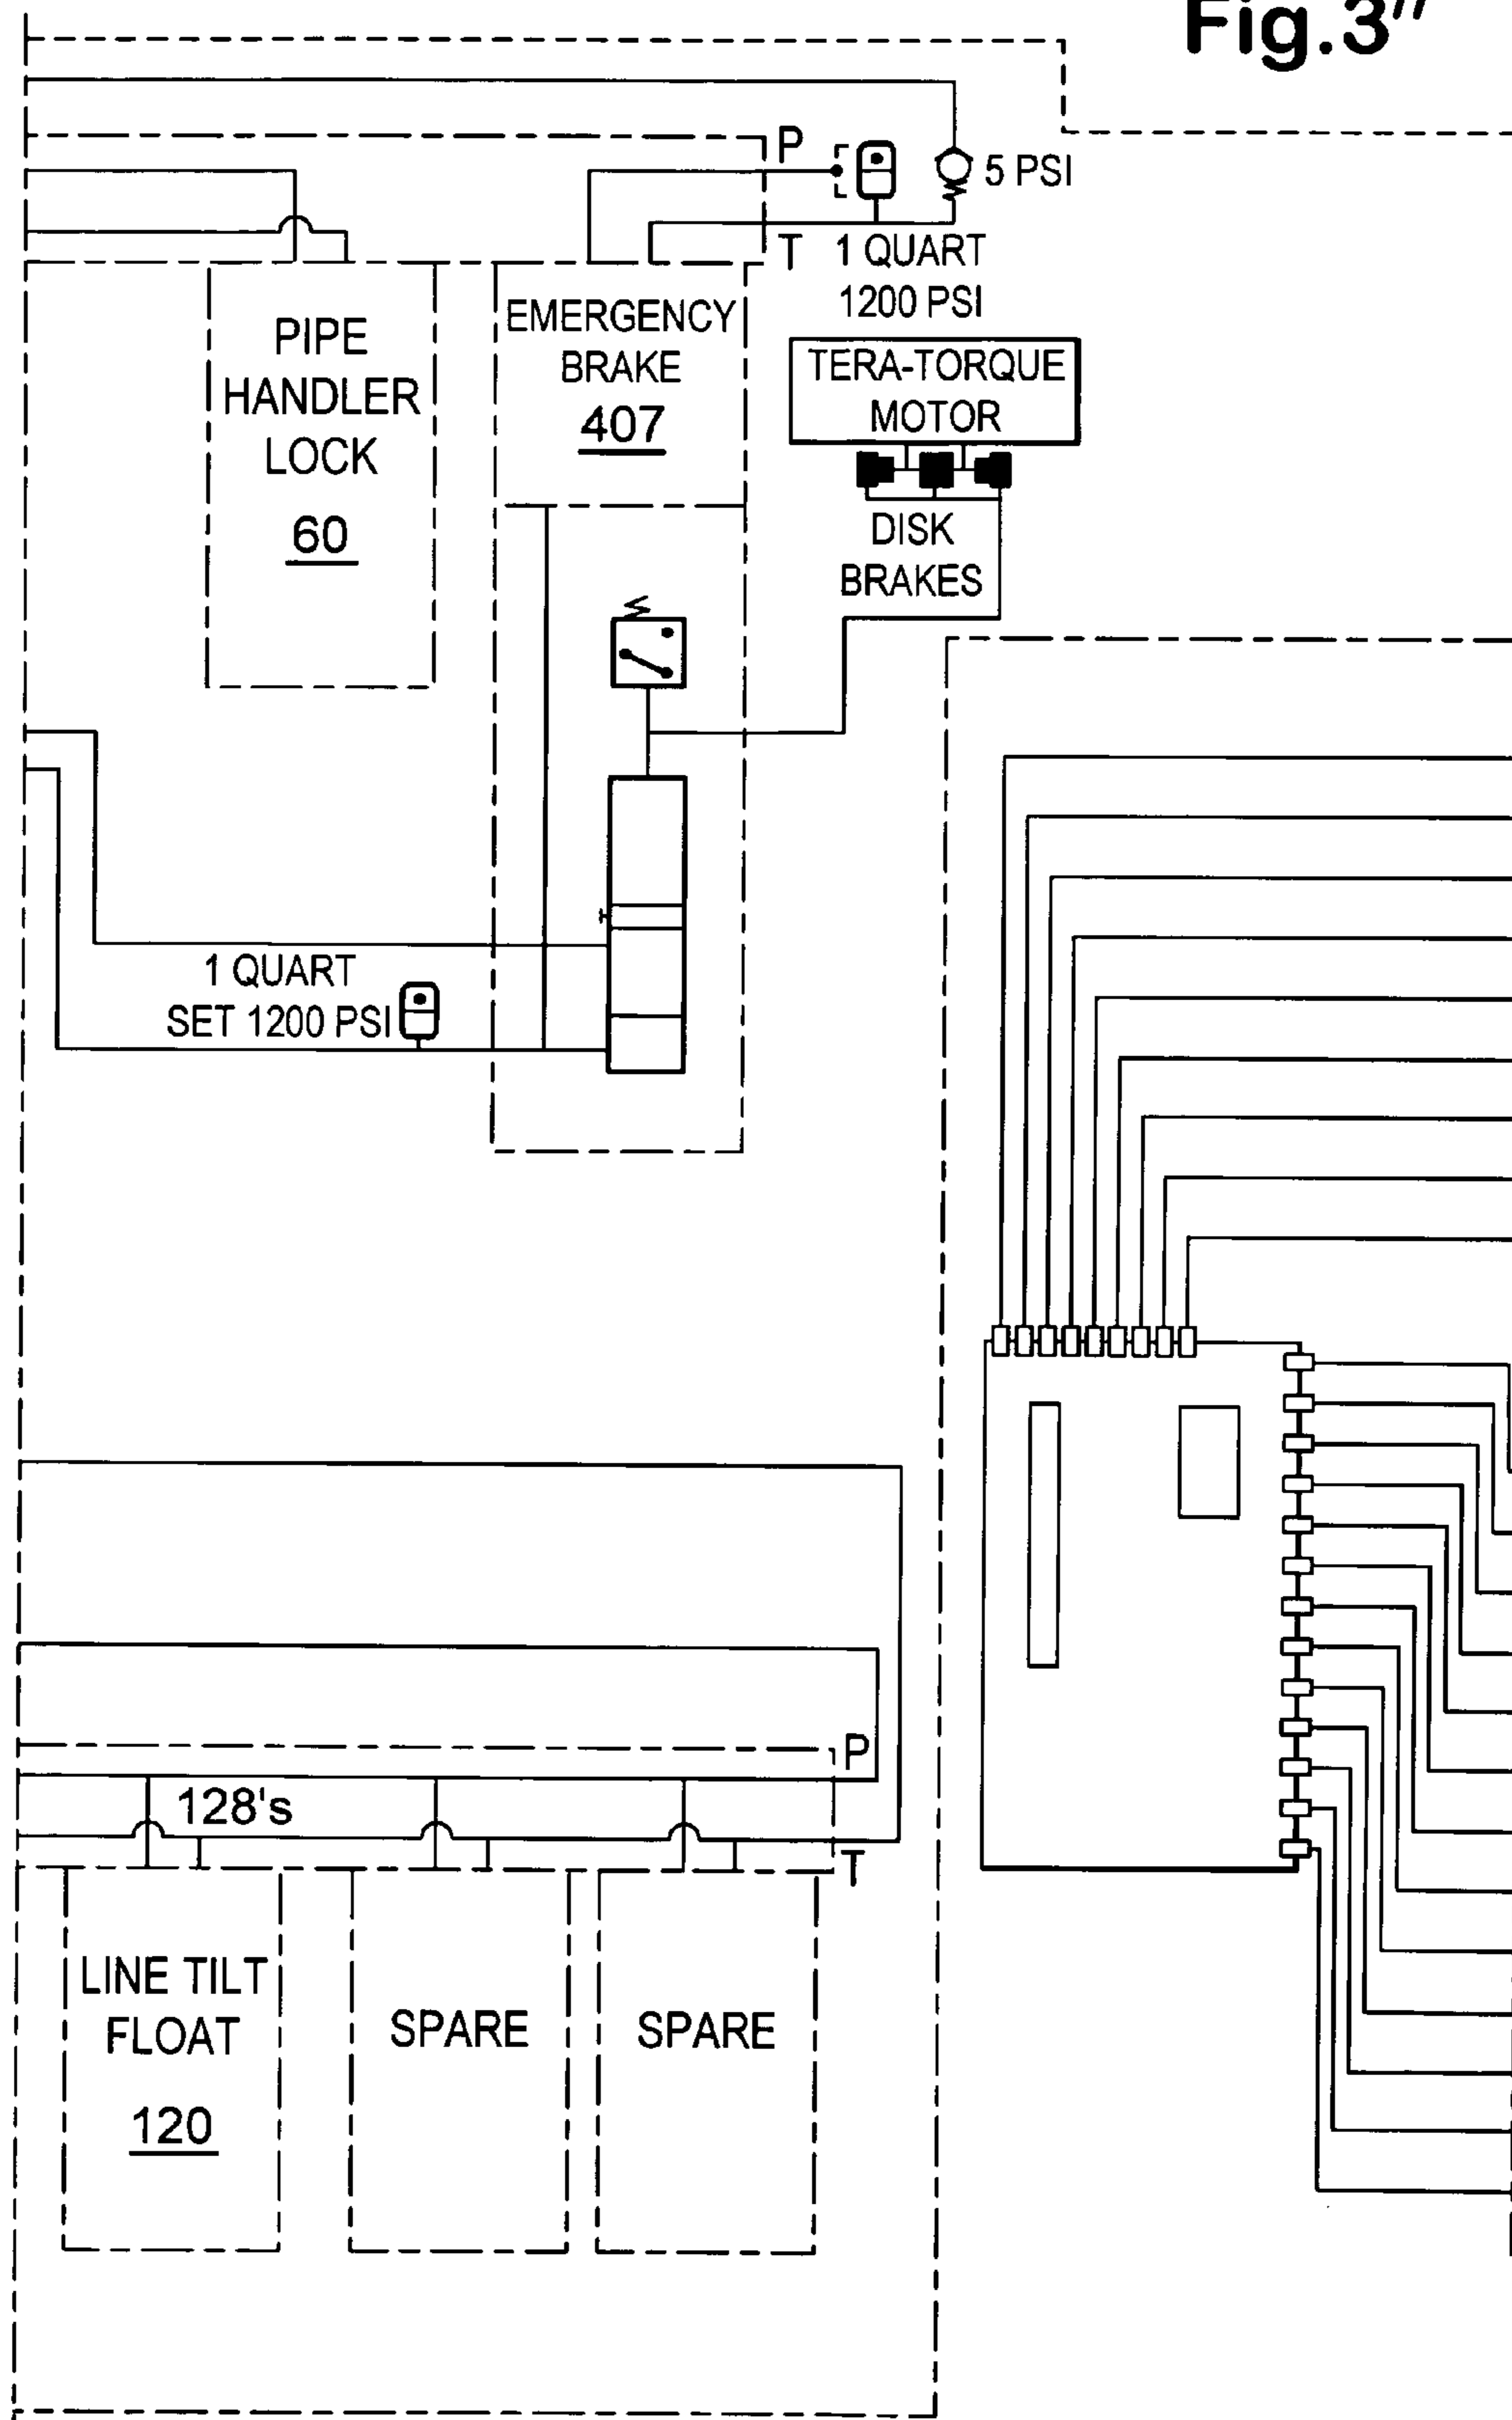 Fig.3"
P
5 PSI
T
1 QUART
1200 PSI
PIPE
HANDLER
LOCK
60
EMERGENCY
BRAKE
407
TERA-TORQUE
MOTOR
DISK
BRAKES
1 QUART
SET 1200 PSI
P
128's
T
LINE TILT
FLOAT
120
SPARE
SPARE